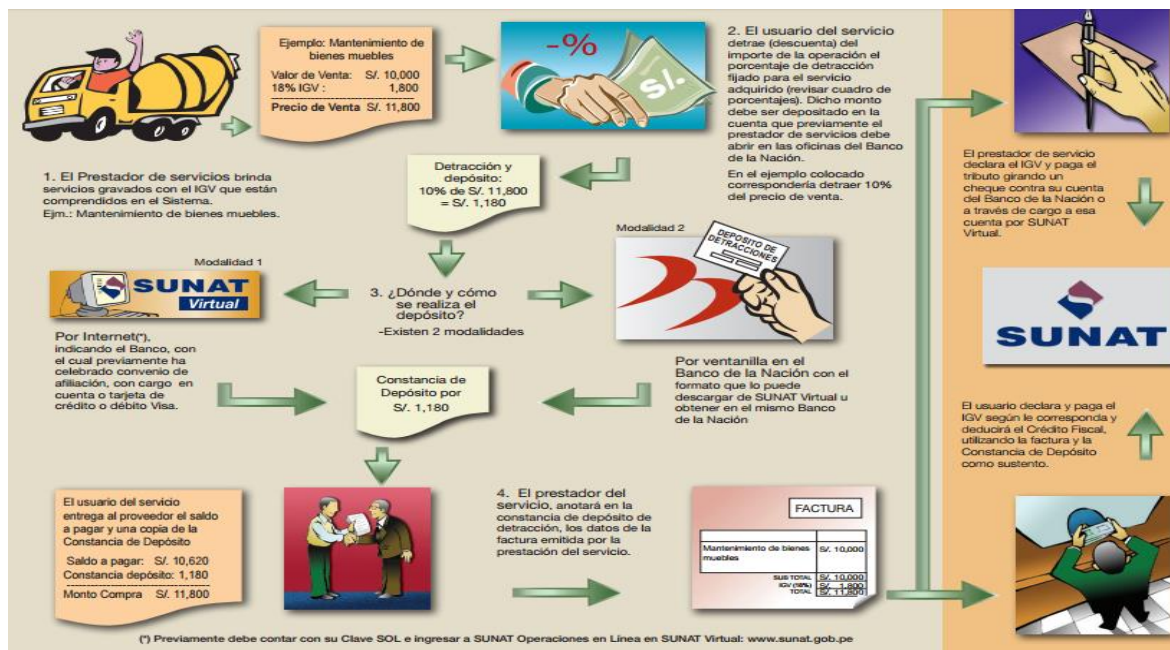 Ejemplo: Mantenimiento de
bienes muebles
Valor de Venta: S/. 10,000
18% IGV : 1,800
Precio de Venta S/. 11,800
1. El Prestador de servicios brinda
servicios gravados con el IGV que están
comprendidos en el Sistema.
Ejm.: Mantenimiento de bienes muebles.
-%
S/.
2. El usuario del servicio
detrae (descuenta) del
importe de la operación el
porcentaje de detracción
fijado para el servicio
adquirido (revisar cuadro de
porcentajes). Dicho monto
debe ser depositado en la
cuenta que previamente el
prestador de servicios debe
abrir en las oficinas del Banco
de la Nación.
En el ejemplo colocado
correspondería detraer 10%
del precio de venta.
Detracción y
depósito:
10% de S/. 11,800
= S/. 1,180
3. ¿Dónde y cómo
se realiza el
depósito?
-Existen 2 modalidades
Modalidad 1
SUNAT
Virtual
Por Internet(*),
indicando el Banco, con
el cual previamente ha
celebrado convenio de
afiliación, con cargo en
cuenta o tarjeta de
crédito o débito Visa.
Modalidad 2
DEPOSITO DE
DETRACCIONES
Por ventanilla en el
Banco de la Nación con el
formato que lo puede
descargar de SUNAT Virtual u
obtener en el mismo Banco
de la Nación
Constancia de
Depósito por
S/. 1,180
El usuario del servicio
entrega al proveedor el saldo
a pagar y una copia de la
Constancia de Depósito
Saldo a pagar: S/. 10,620
Constancia depósito: 1,180
Monto Compra S/. 11,800
4. El prestador del
servicio, anotará en la
constancia de depósito de
detracción, los datos de la
factura emitida por la
prestación del servicio.
FACTURA
Mantenimiento de bienes S/. 10,000
muebles
SUB TOTAL S/. 10,000
IGV (18%) S/. 1,800
TOTAL S/. 11,800
El prestador de servicio
declara el IGV y paga el
tributo girando un
cheque contra su cuenta
del Banco de la Nación o
a través de cargo a esa
cuenta por SUNAT
Virtual.
SUNAT
El usuario declara y paga el
IGV según le corresponda y
deducirá el Crédito Fiscal,
utilizando la factura y la
Constancia de Depósito
como sustento.
(*) Previamente debe contar con su Clave SOL e ingresar a SUNAT Operaciones en Línea en SUNAT Virtual: www.sunat.gob.pe